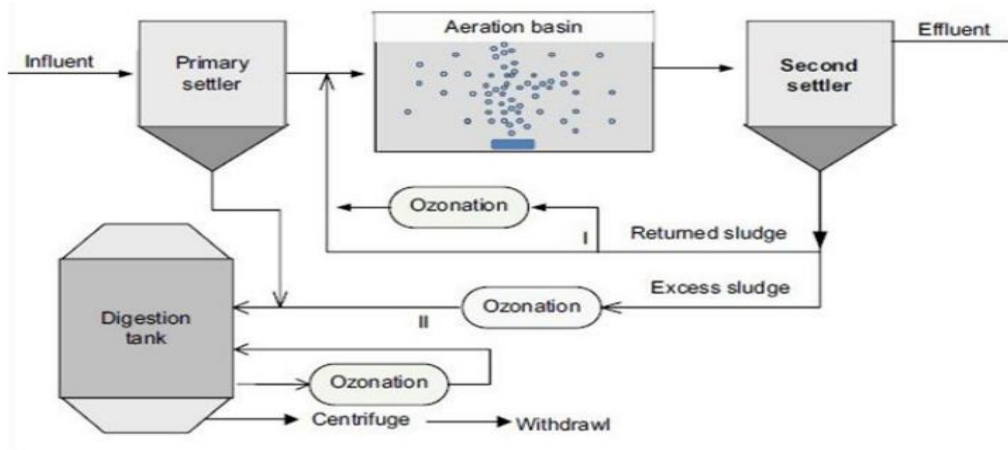 Influent
Primary
settler
Aeration basin
Second
settler
Effluent
Ozonation
I
Returned sludge
Excess sludge
Ozonation
II
Digestion
tank
Ozonation
Centrifuge
Withdrawl